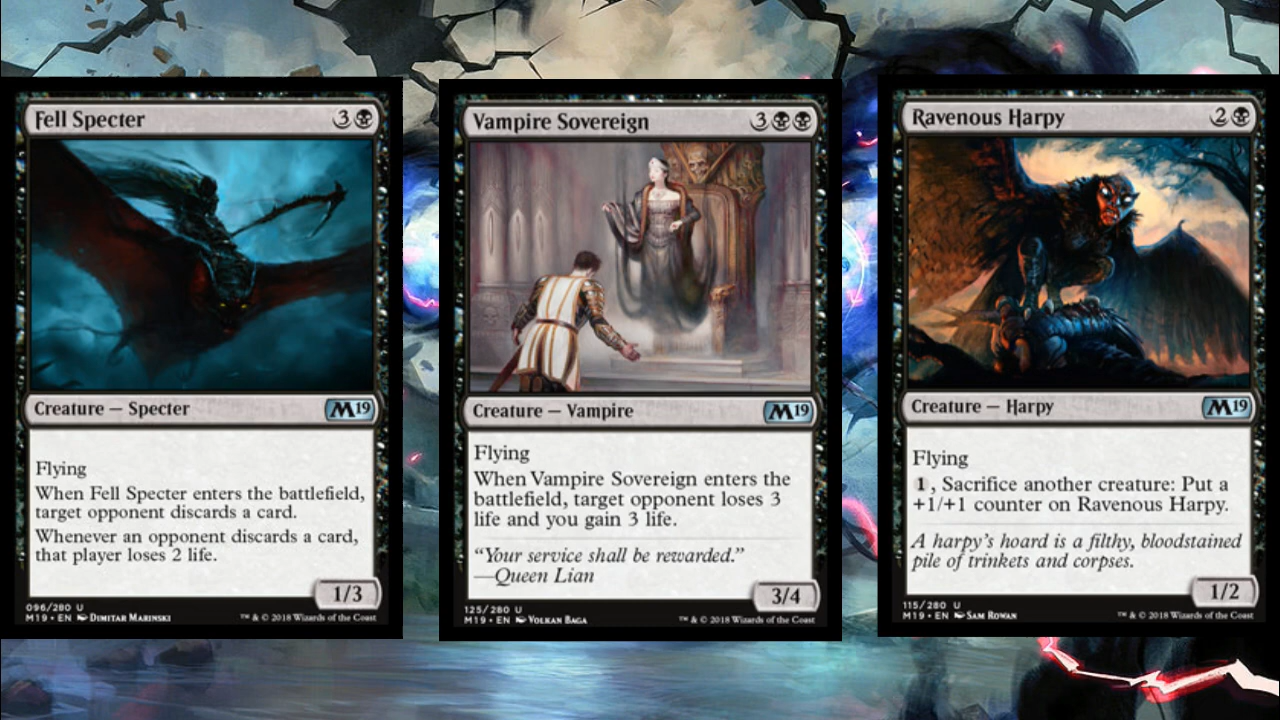 Fell Specter 3
Creature — Specter M19
Flying
When Fell Specter enters the battlefield,
target opponent discards a card.
Whenever an opponent discards a card,
that player loses 2 life.
1/3
096/280 U
M19 • EN Dimitar Marinski ™ & © 2018 Wizards of the Coast
Vampire Sovereign 3
Creature — Vampire M19
Flying
When Vampire Sovereign enters the
battlefield, target opponent loses 3
life and you gain 3 life.
“Your service shall be rewarded.”
—Queen Lian
3/4
125/280 U
M19 • EN Volkan Baga ™ & © 2018 Wizards of the Coast
Ravenous Harpy 2
Creature — Harpy M19
Flying
1, Sacrifice another creature: Put a
+1/+1 counter on Ravenous Harpy.
A harpy's hoard is a filthy, bloodstained
pile of trinkets and corpses.
1/2
115/280 U
M19 • EN Sam Rowan ™ & © 2018 Wizards of the Coast